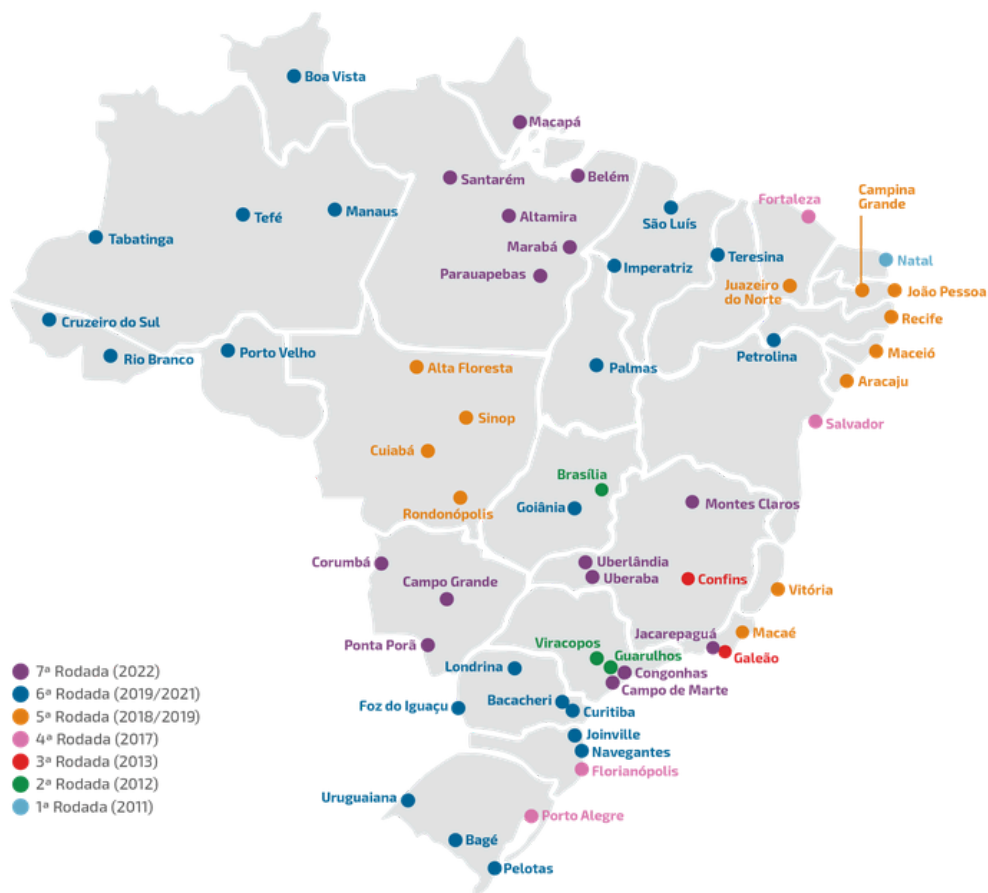 Boa Vista
Macapá
Santarém
Belém
Fortaleza
Campina
Grande
Tefé
Manaus
Altamira
São Luís
Tabatinga
Marabá
Imperatriz
Teresina
Natal
Parauapebas
Juazeiro
do Norte
João Pessoa
Cruzeiro do Sul
Recife
Rio Branco
Porto Velho
Petrolina
Maceió
Alta Floresta
Palmas
Aracaju
Sinop
Salvador
Cuiabá
Brasília
Rondonópolis
Goiânia
Montes Claros
Corumbá
Uberlândia
Uberaba
Campo Grande
Confins
Vitória
Jacarepaguá
Macaé
Ponta Porã
Viracopos
Guarulhos
Galeão
Londrina
Congonhas
Campo de Marte
Foz do Iguaçu
Bacacheri
Curitiba
Joinville
Navegantes
Florianópolis
Uruguaiana
Porto Alegre
Bagé
Pelotas
7ª Rodada (2022)
6ª Rodada (2019/2021)
5ª Rodada (2018/2019)
4ª Rodada (2017)
3ª Rodada (2013)
2ª Rodada (2012)
1ª Rodada (2011)